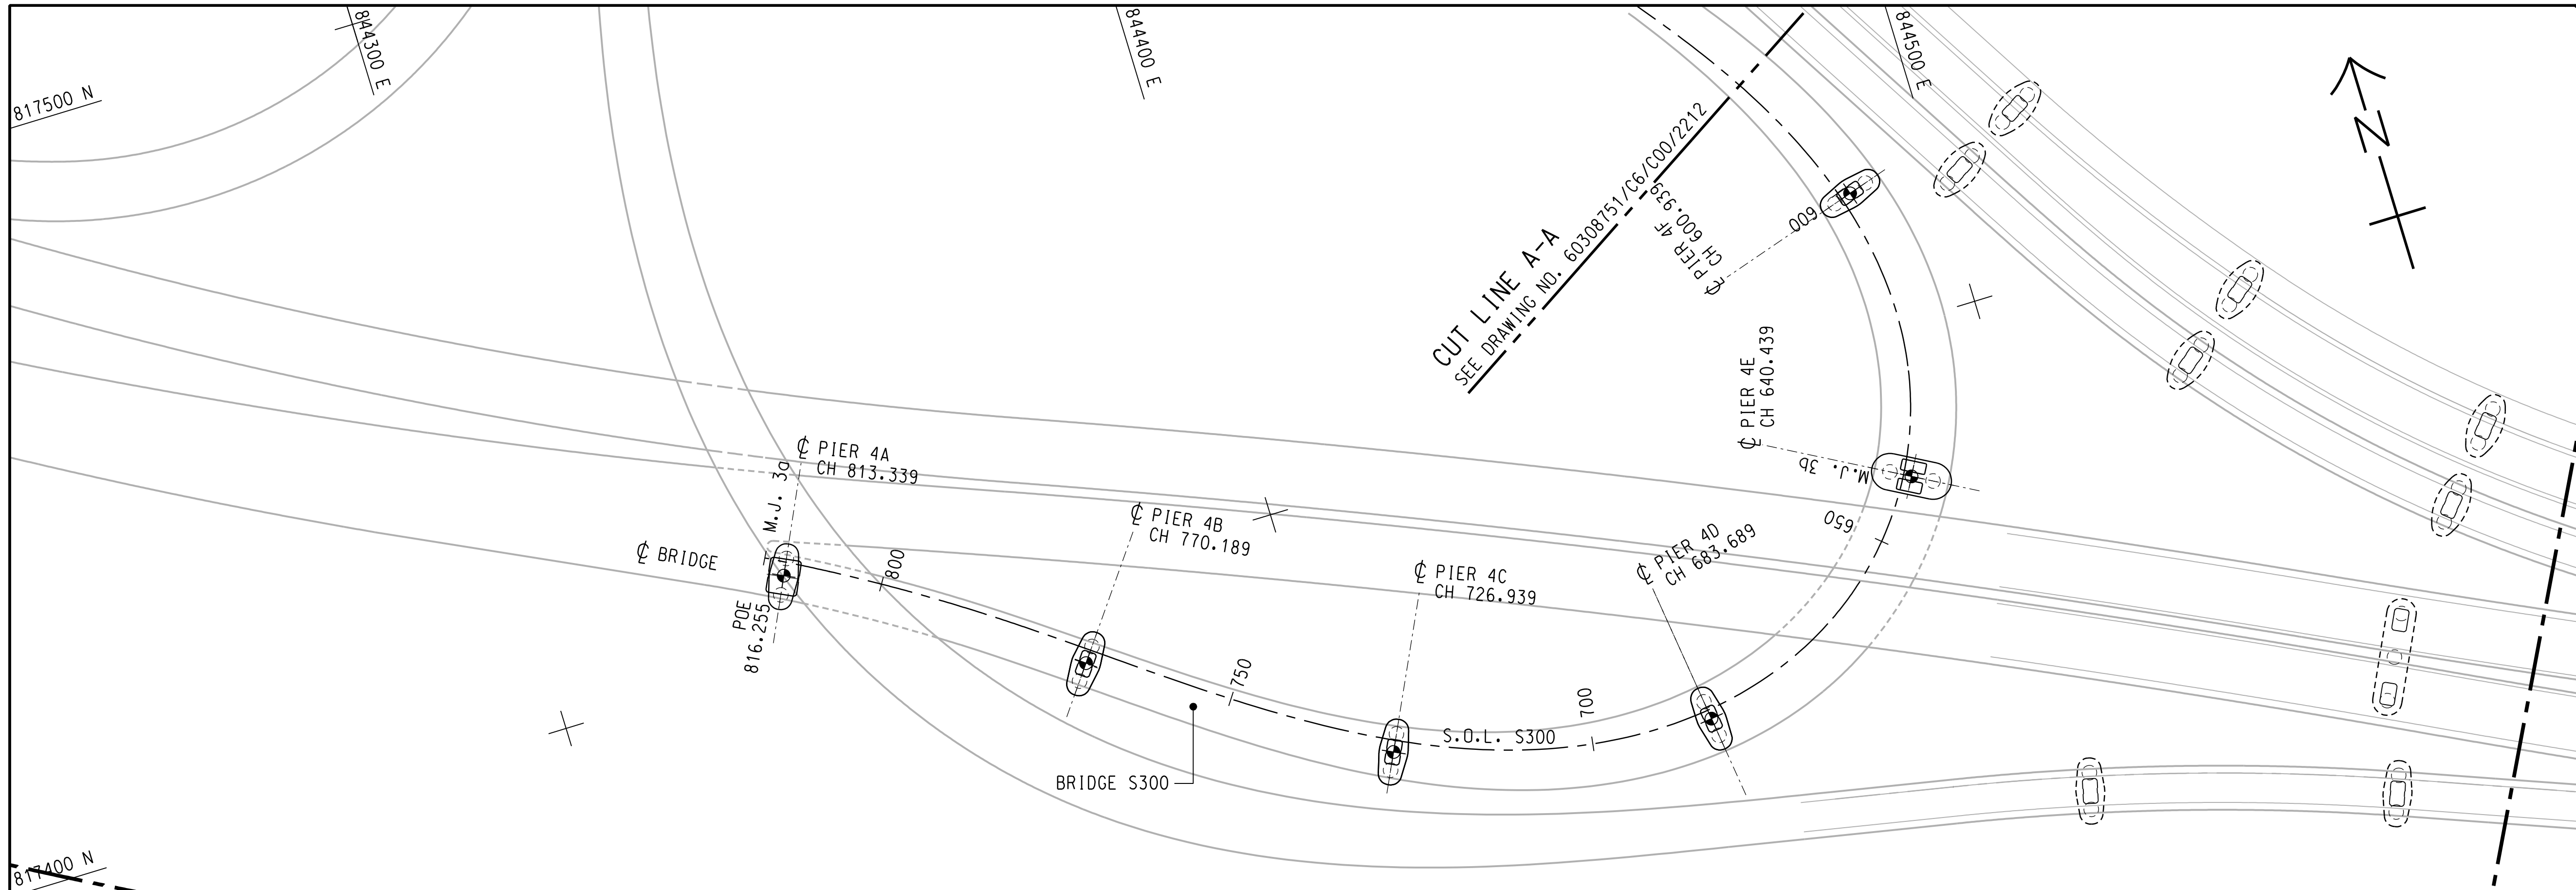 844300 E
844400 E
844500 E
817500 N
N
CUT LINE A-A
SEE DRAWING NO. 60308751/C6/C00/2212
℄ PIER 4F
CH 600.939
600
℄ PIER 4E
CH 640.439
M.J. 3b
650
℄ PIER 4A
CH 813.339
M.J. 3a
℄ BRIDGE
POE
816.255
800
℄ PIER 4B
CH 770.189
750
℄ PIER 4C
CH 726.939
℄ PIER 4D
CH 683.689
700
S.O.L. S300
BRIDGE S300
817400 N